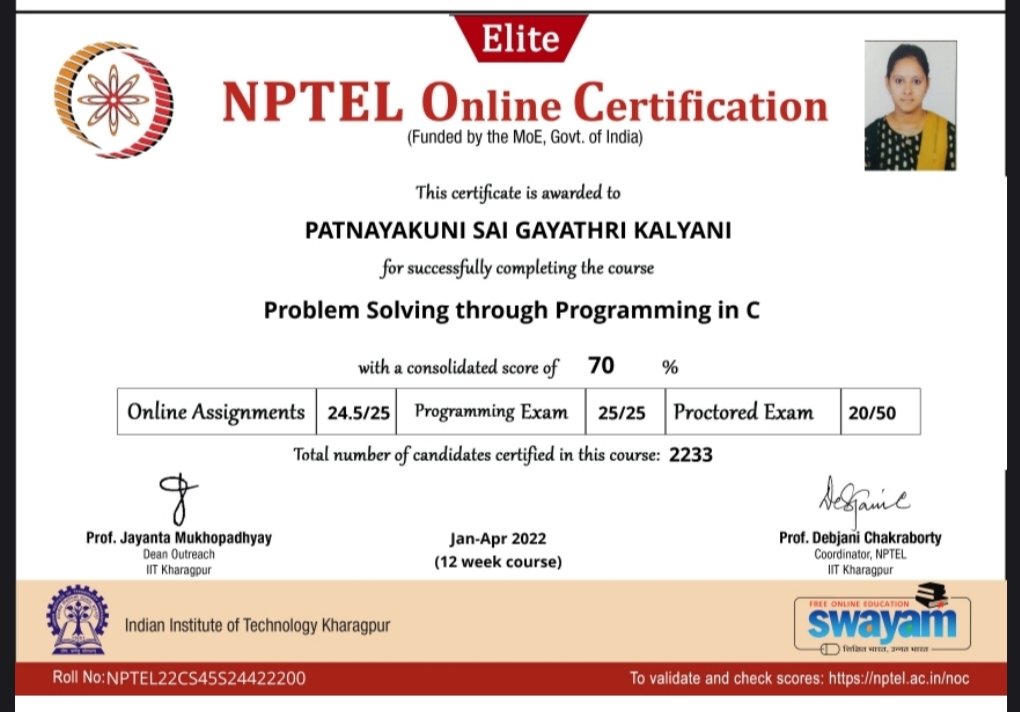 Elite
NPTEL Online Certification
(Funded by the MoE, Govt. of India)
This certificate is awarded to
PATNAYAKUNI SAI GAYATHRI KALYANI
for successfully completing the course
Problem Solving through Programming in C
with a consolidated score of 70 %
Online Assignments 24.5/25 Programming Exam 25/25 Proctored Exam 20/50
Total number of candidates certified in this course: 2233
Prof. Jayanta Mukhopadhyay
Dean Outreach
IIT Kharagpur
Jan-Apr 2022
(12 week course)
Prof. Debjani Chakraborty
Coordinator, NPTEL
IIT Kharagpur
Indian Institute of Technology Kharagpur
FREE ONLINE EDUCATION
swayam
शिक्षित भारत, उन्नत भारत
Roll No:NPTEL22CS45S24422200
To validate and check scores: https://nptel.ac.in/noc